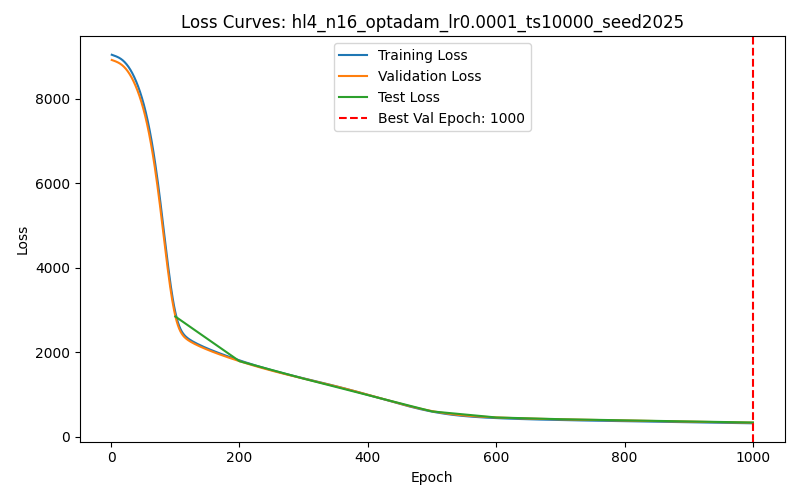 Loss Curves: hl4_n16_optadam_lr0.0001_ts10000_seed2025
Training Loss
Validation Loss
Test Loss
Best Val Epoch: 1000
Loss
8000
6000
4000
2000
0
0 200 400 600 800 1000
Epoch